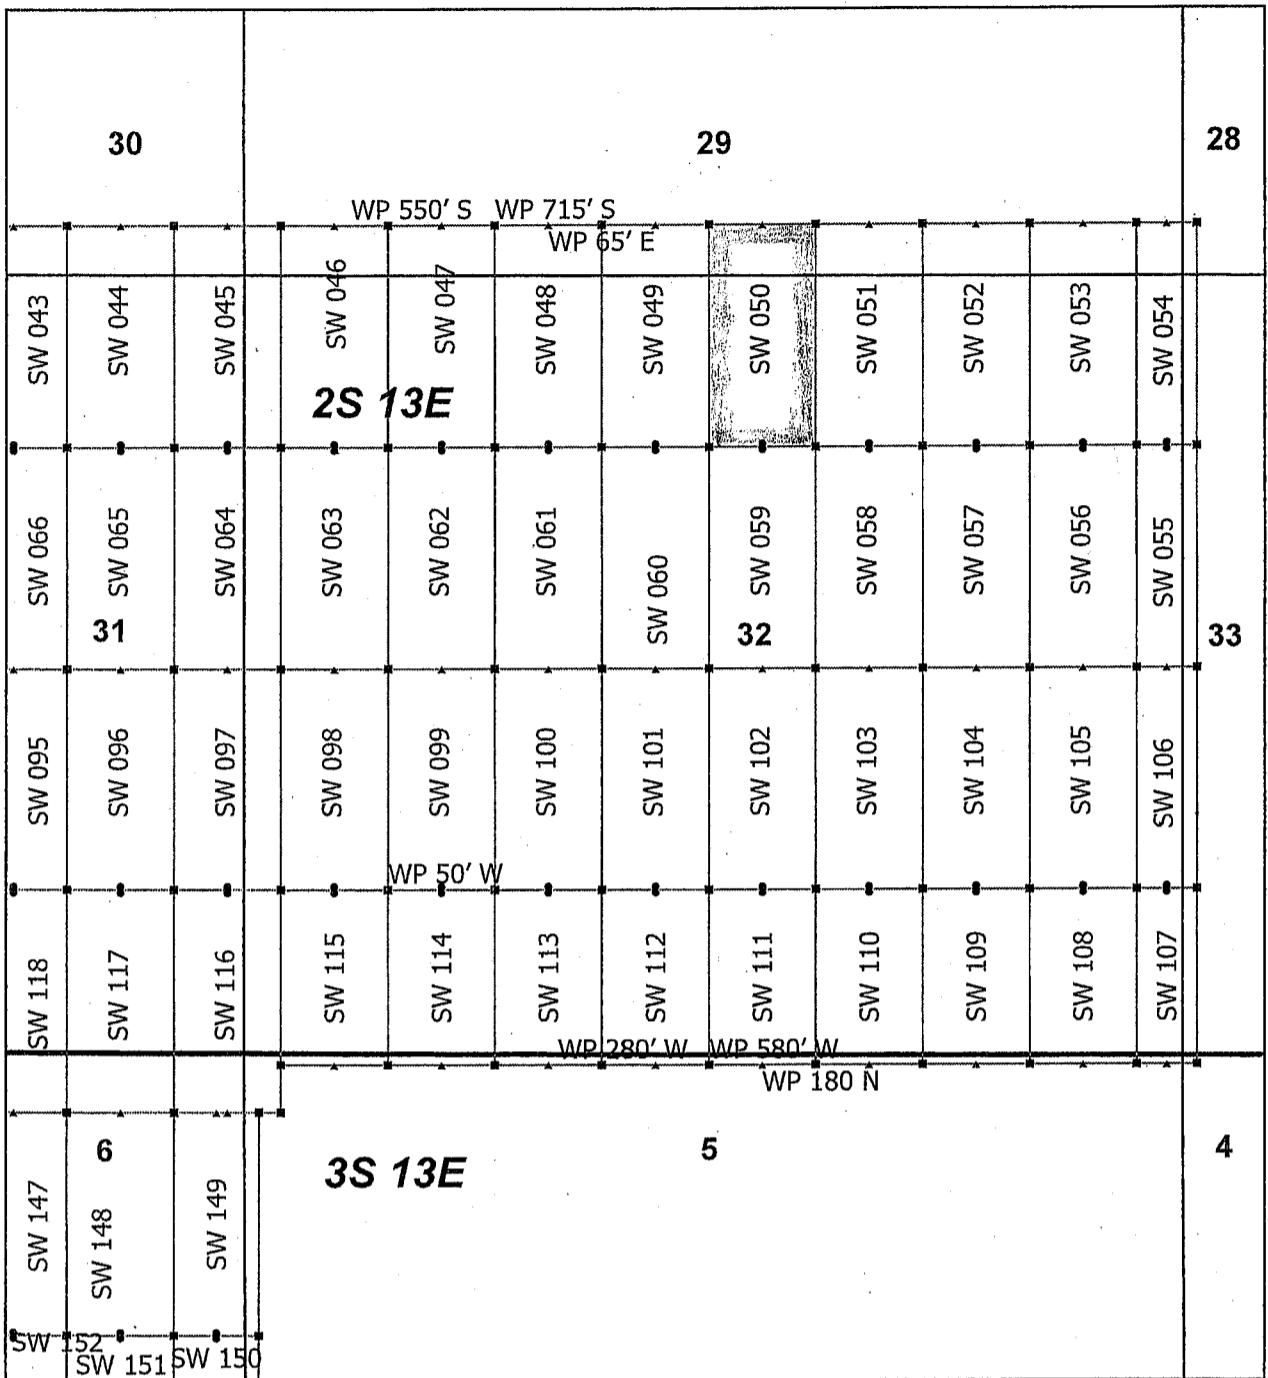 30
29
28
WP 550' S
WP 715' S
WP 65' E
SW 043
SW 044
SW 045
SW 046
SW 047
SW 048
SW 049
SW 050
SW 051
SW 052
SW 053
SW 054
2S 13E
SW 066
SW 065
SW 064
SW 063
SW 062
SW 061
SW 060
SW 059
SW 058
SW 057
SW 056
SW 055
31
32
33
SW 095
SW 096
SW 097
SW 098
SW 099
SW 100
SW 101
SW 102
SW 103
SW 104
SW 105
SW 106
WP 50' W
SW 118
SW 117
SW 116
SW 115
SW 114
SW 113
SW 112
SW 111
SW 110
SW 109
SW 108
SW 107
WP 280' W
WP 580' W
WP 180 N
6
5
4
3S 13E
SW 147
SW 148
SW 149
SW 152
SW 151
SW 150